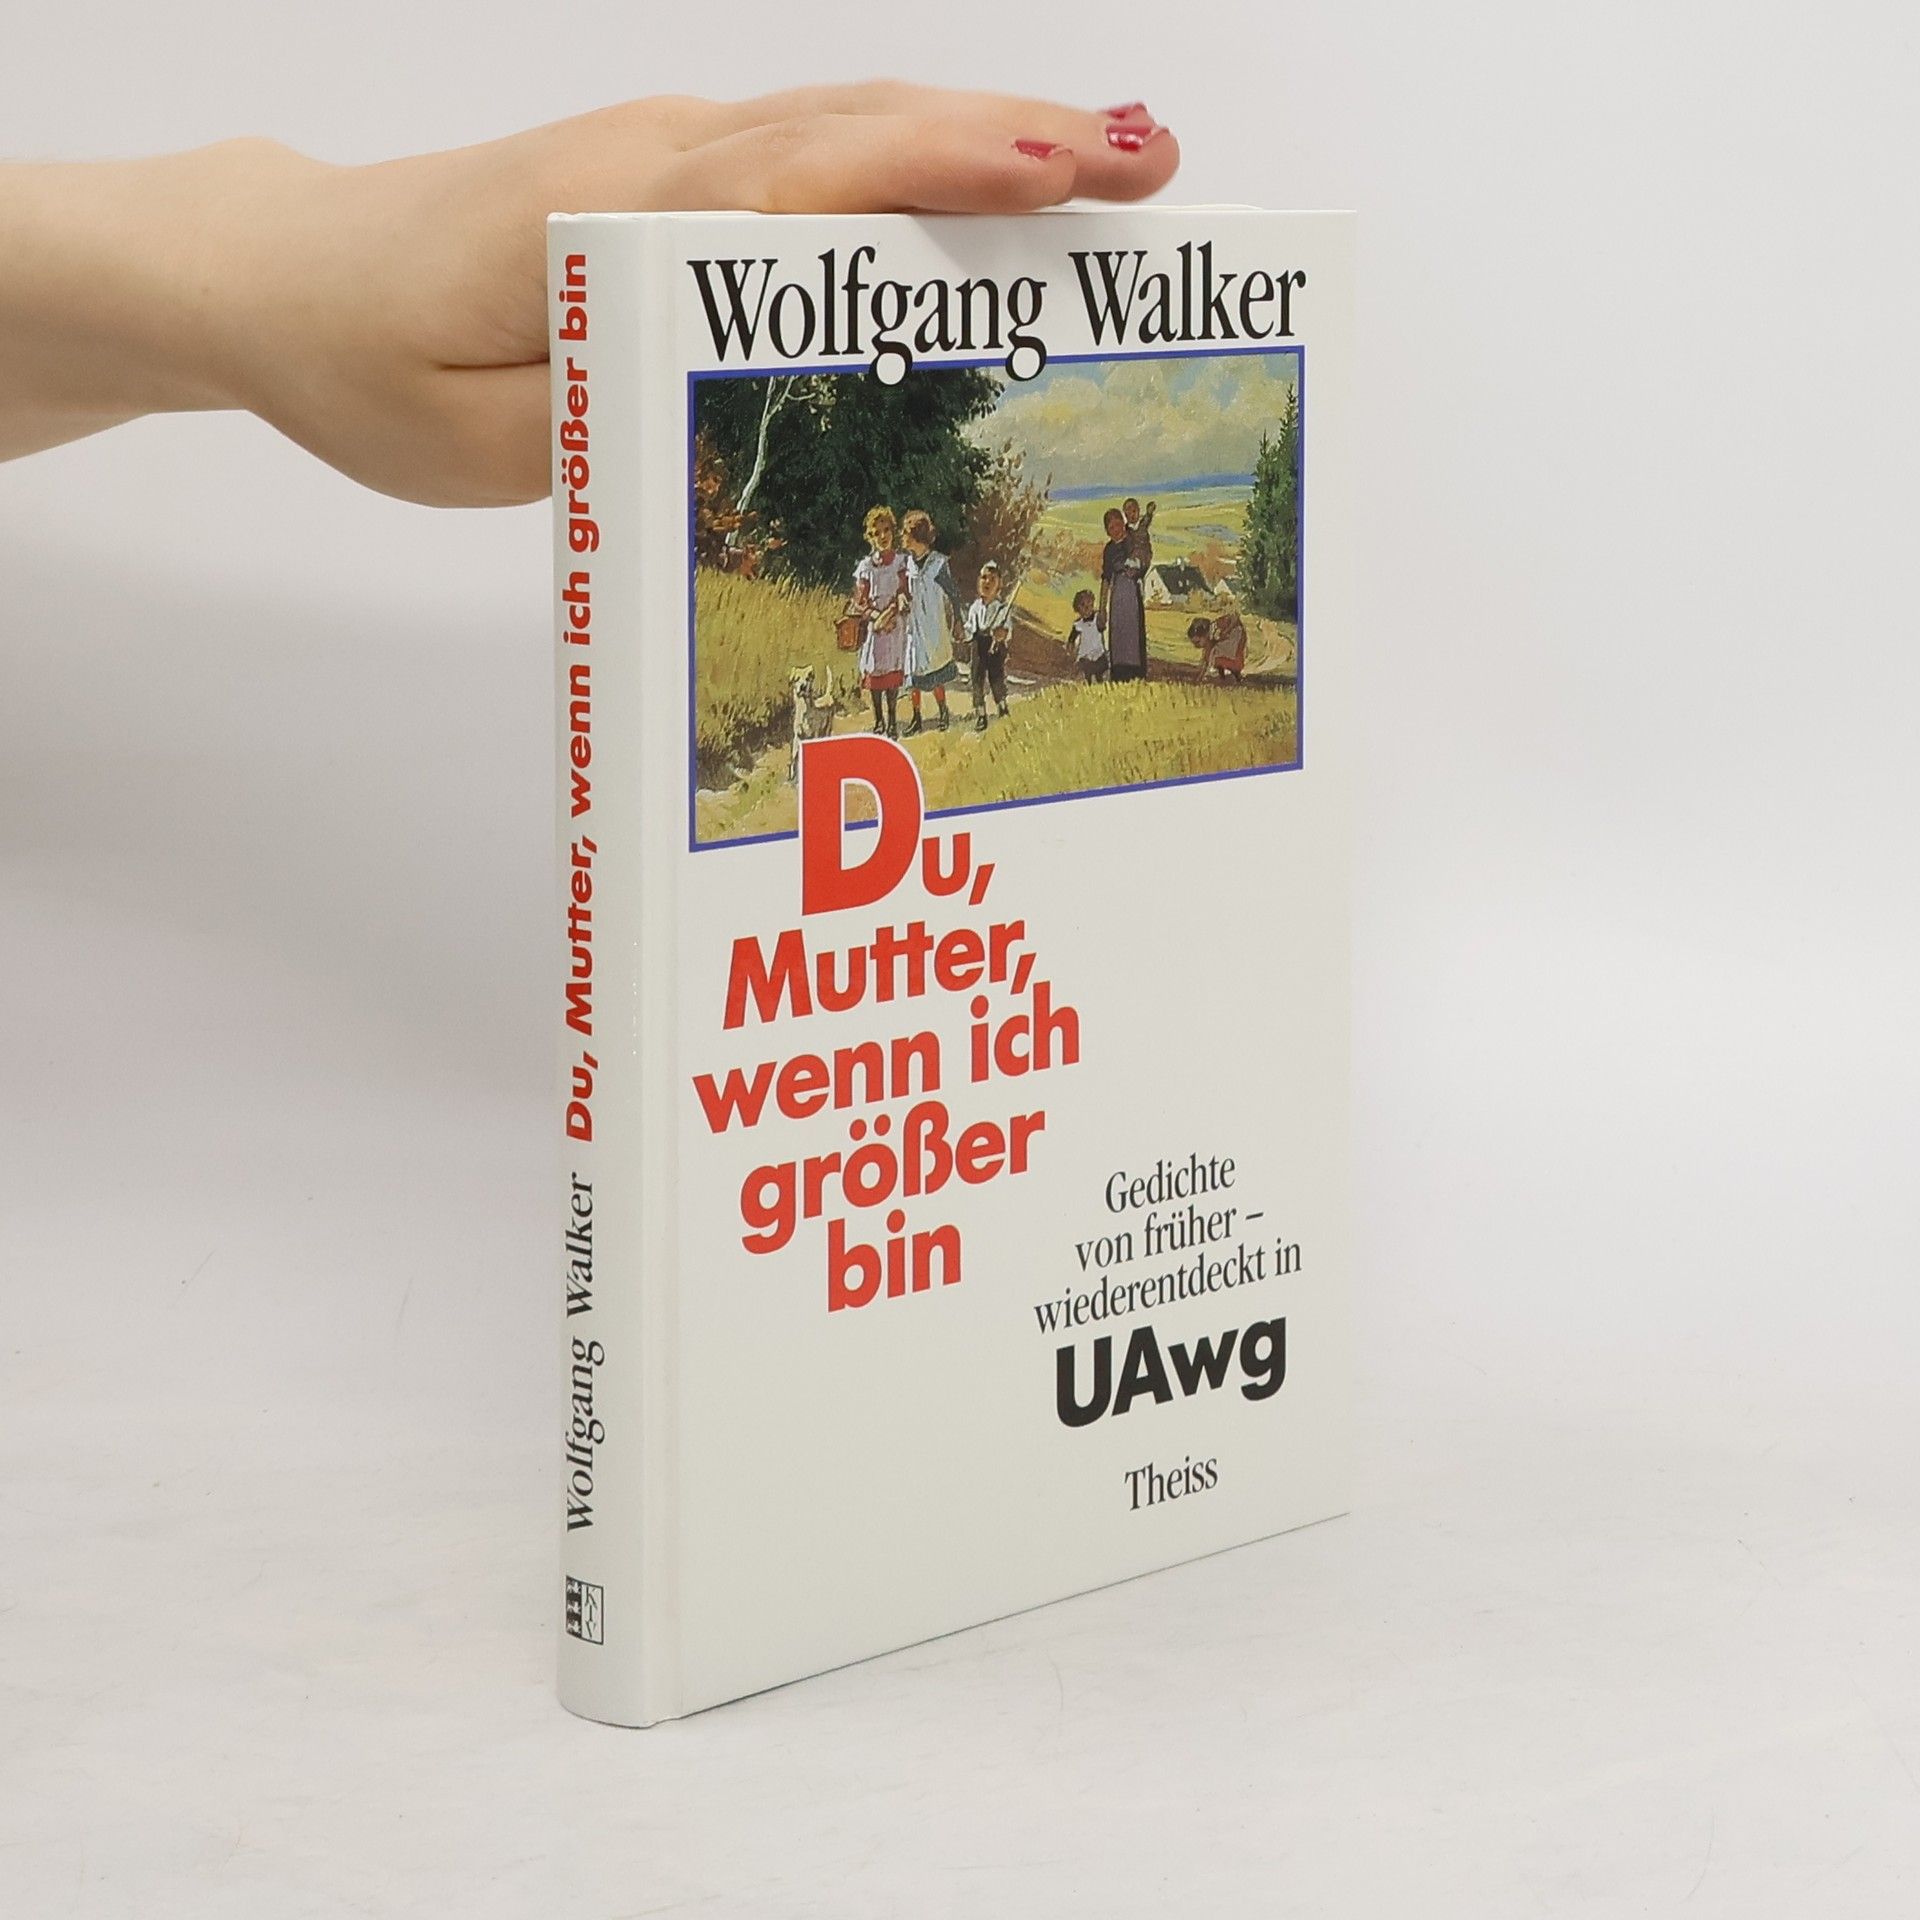 Wolfgang Walker
Du,
Mutter,
wenn ich
größer
bin
Gedichte
von früher –
wiederentdeckt in
UAwg
Theiss
Wolfgang Walker Du, Mutter, wenn ich größer bin
KTV